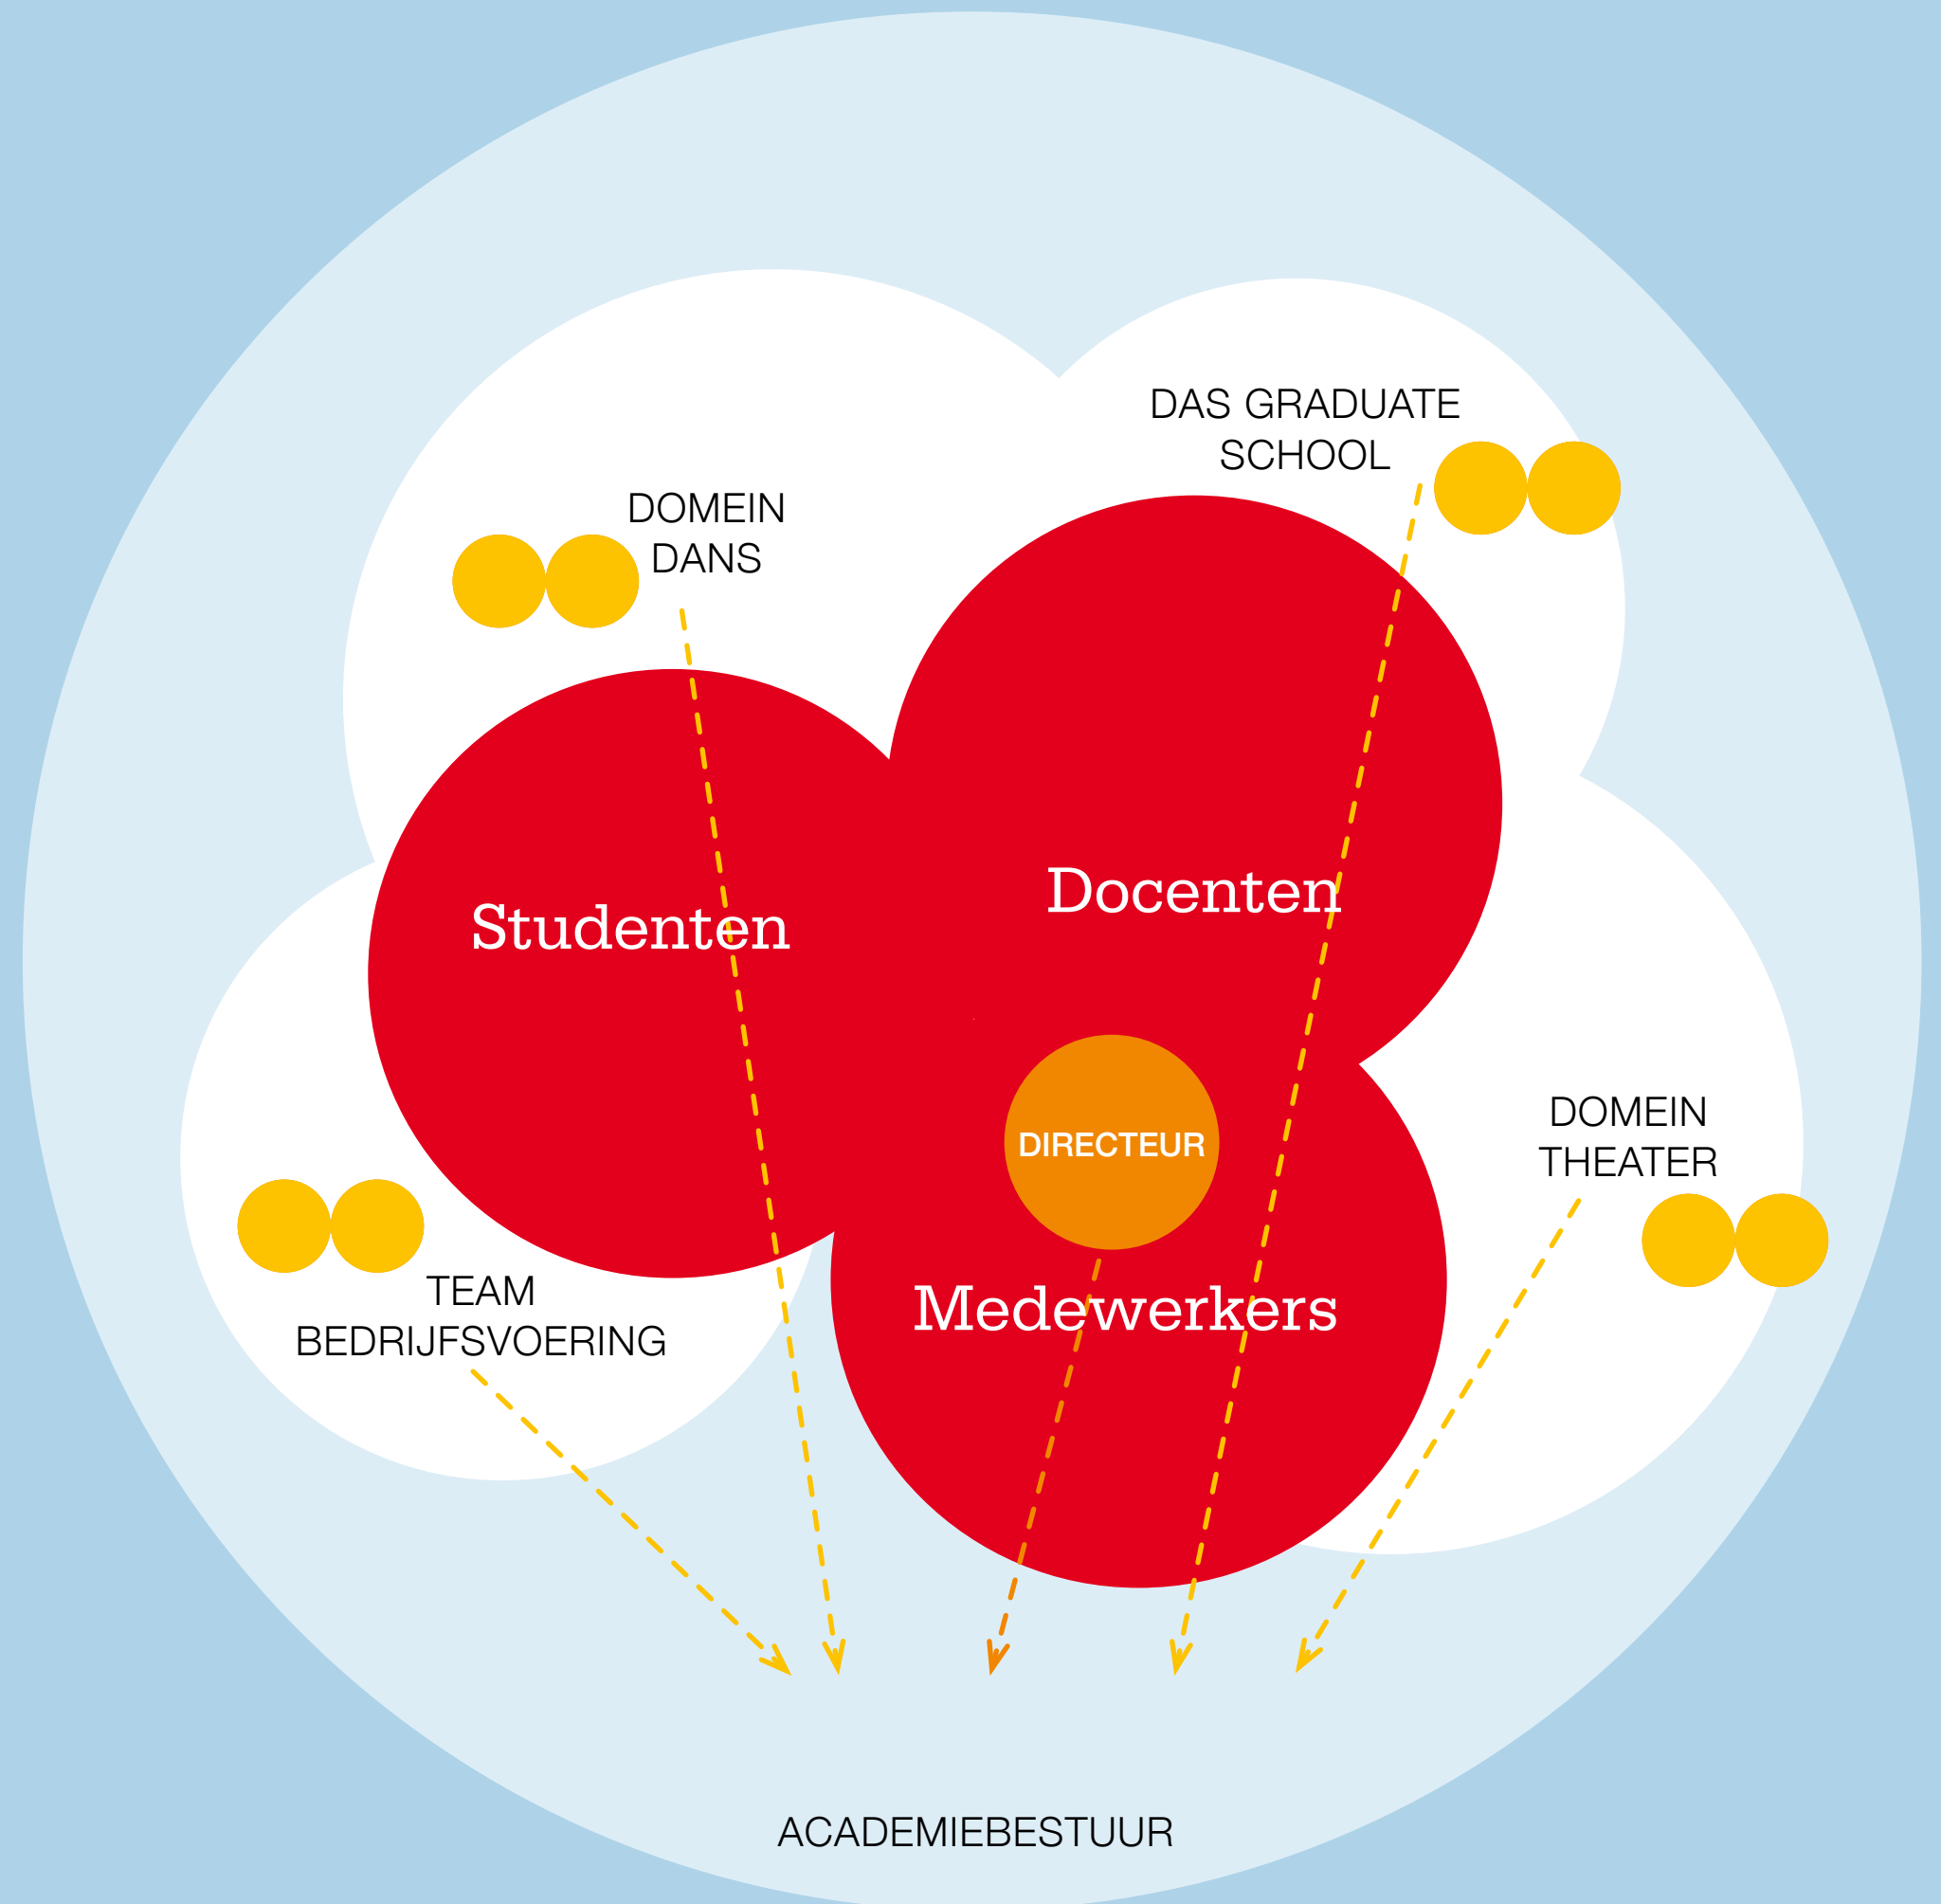 DAS GRADUATE
SCHOOL
DOMEIN
DANS
Docenten
Studenten
DOMEIN
THEATER
DIRECTEUR
TEAM
BEDRIJFSVOERING
Medewerkers
ACADEMIEBESTUUR